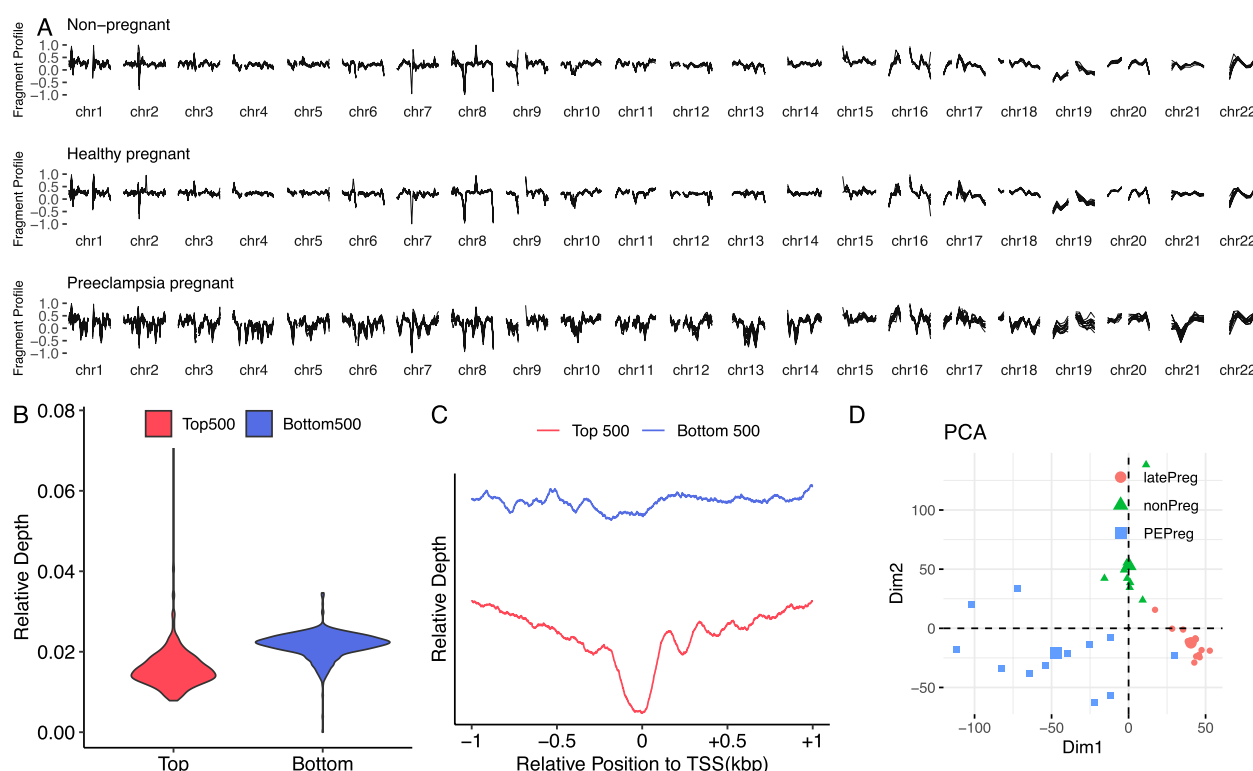 A Non-pregnant
Fragment Profile
1.0
0.5
0.0
-1.0
chr1 chr2 chr3 chr4 chr5 chr6 chr7 chr8 chr9 chr10 chr11 chr12 chr13 chr14 chr15 chr16 chr17 chr18 chr19 chr20 chr21 chr22
Healthy pregnant
Fragment Profile
1.0
0.5
0.0
-0.5
-1.0
chr1 chr2 chr3 chr4 chr5 chr6 chr7 chr8 chr9 chr10 chr11 chr12 chr13 chr14 chr15 chr16 chr17 chr18 chr19 chr20 chr21 chr22
Preeclampsia pregnant
Fragment Profile
1.0
0.5
0.0
-0.5
-1.0
chr1 chr2 chr3 chr4 chr5 chr6 chr7 chr8 chr9 chr10 chr11 chr12 chr13 chr14 chr15 chr16 chr17 chr18 chr19 chr20 chr21 chr22
B
Top500 Bottom500
Relative Depth
0.08
0.06
0.04
0.02
0.00
Top Bottom
C
Top 500 Bottom 500
Relative Depth
-1 -0.5 0 +0.5 +1
Relative Position to TSS(kbp)
D
PCA
latePreg
nonPreg
PEPreg
Dim2
100
50
0
-50
-100 -50 0 50
Dim1